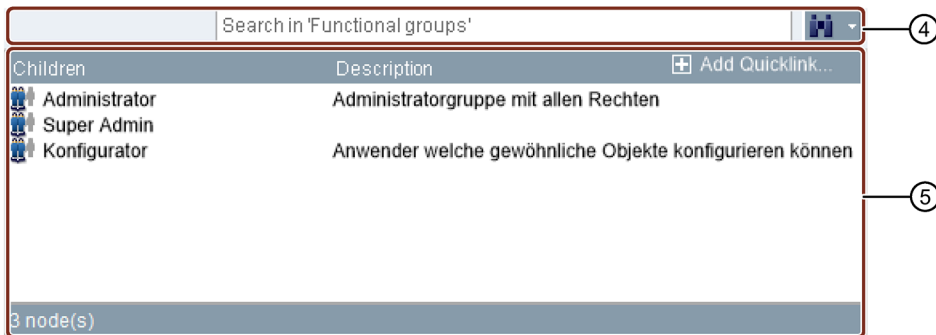 Search in 'Functional groups'
4
Children Description Add Quicklink...
Administrator Administratorgruppe mit allen Rechten
Super Admin
Konfigurator Anwender welche gewöhnliche Objekte konfigurieren können
5
3 node(s)